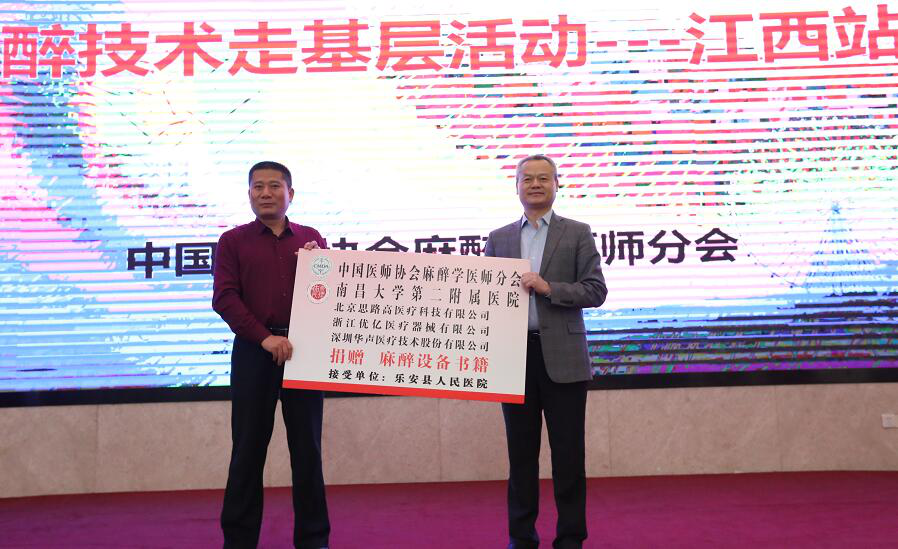 醉技术走基层活动---江西站
中国 协会麻醉 师分会
CMDA
中国医师协会麻醉学医师分会
南昌大学第二附属医院
北京思路高医疗科技有限公司
浙江优亿医疗器械有限公司
深圳华声医疗技术股份有限公司
捐赠 麻醉设备书籍
接受单位：乐安县人民医院